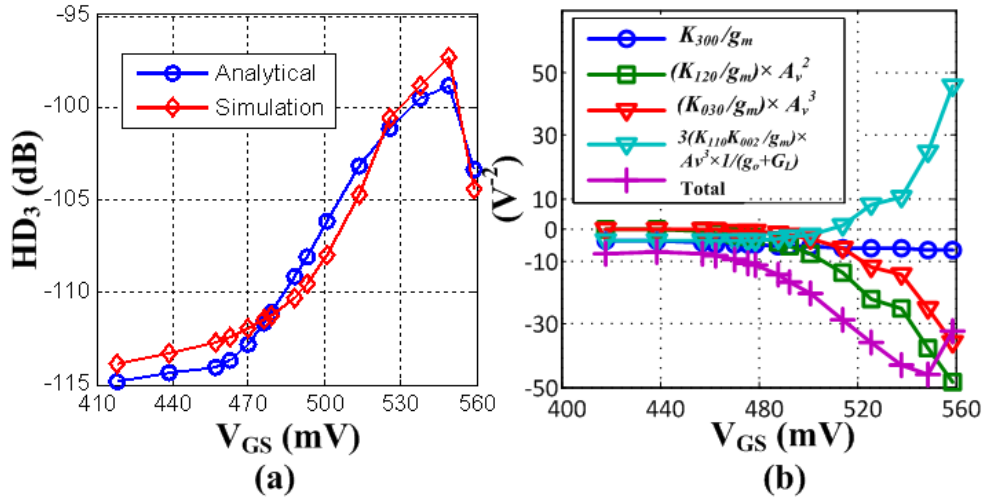 -95
-100
-105
-110
-115
410
440
470
500
530
560
HD3 (dB)
VGS (mV)
Analytical
Simulation
(a)
50
30
10
0
-10
-30
-50
400
440
480
520
560
(V-2)
VGS (mV)
K300/gm
(K120/gm)× Av2
(K030/gm)× Av3
3(K110K002/gm)×
Av3×1/(go+GL)
Total
(b)